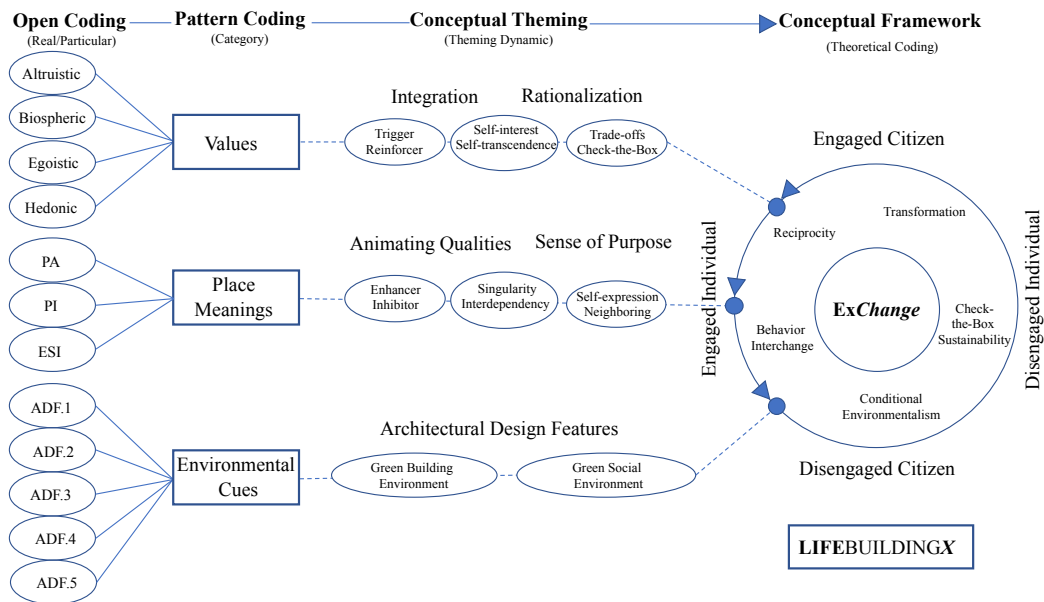 Open Coding
(Real/Particular)
Pattern Coding
(Category)
Conceptual Theming
(Theming Dynamic)
Conceptual Framework
(Theoretical Coding)
Altruistic
Biospheric
Egoistic
Hedonic
Values
Integration
Rationalization
Trigger
Reinforcer
Self-interest
Self-transcendence
Trade-offs
Check-the-Box
PA
PI
ESI
Place
Meanings
Animating Qualities
Sense of Purpose
Enhancer
Inhibitor
Singularity
Interdependency
Self-expression
Neighboring
ADF.1
ADF.2
ADF.3
ADF.4
ADF.5
Environmental
Cues
Architectural Design Features
Green Building
Environment
Green Social
Environment
Engaged Citizen
Engaged Individual
Disengaged Individual
Disengaged Citizen
Transformation
Reciprocity
ExChange
Check-
the-Box
Sustainability
Behavior
Interchange
Conditional
Environmentalism
LIFEBUILDINGX